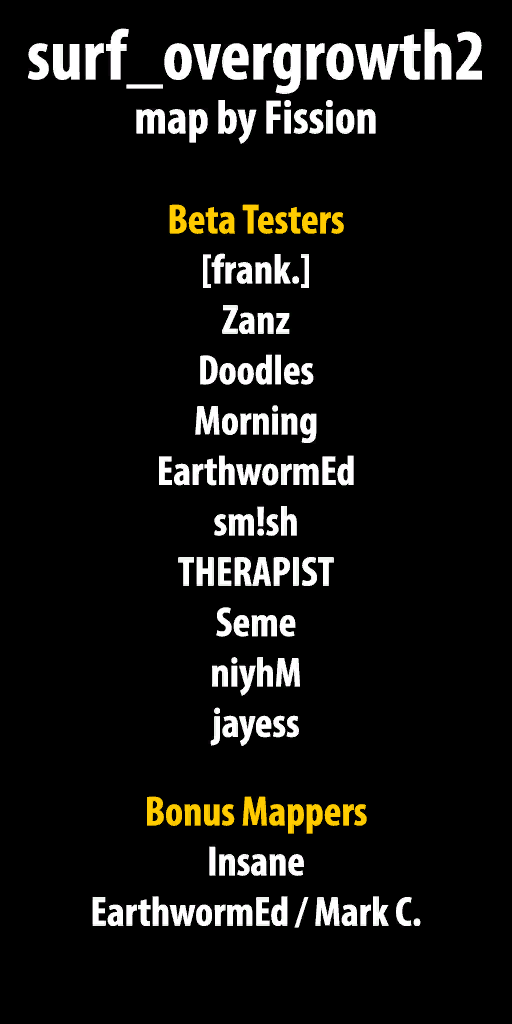 surf_overgrowth2
map by Fission
Beta Testers
[frank.]
Zanz
Doodles
Morning
EarthwormEd
sm!sh
THERAPIST
Seme
niyhM
jayess
Bonus Mappers
Insane
EarthwormEd / Mark C.